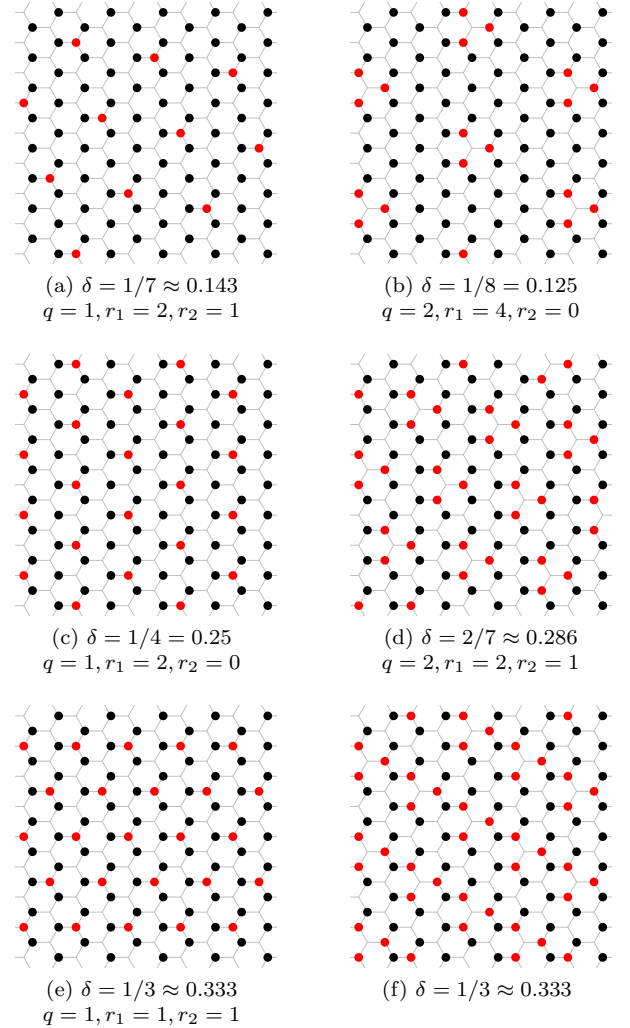 (a) δ = 1/7 ≈ 0.143
q = 1, r₁ = 2, r₂ = 1
(b) δ = 1/8 = 0.125
q = 2, r₁ = 4, r₂ = 0
(c) δ = 1/4 = 0.25
q = 1, r₁ = 2, r₂ = 0
(d) δ = 2/7 ≈ 0.286
q = 2, r₁ = 2, r₂ = 1
(e) δ = 1/3 ≈ 0.333
q = 1, r₁ = 1, r₂ = 1
(f) δ = 1/3 ≈ 0.333